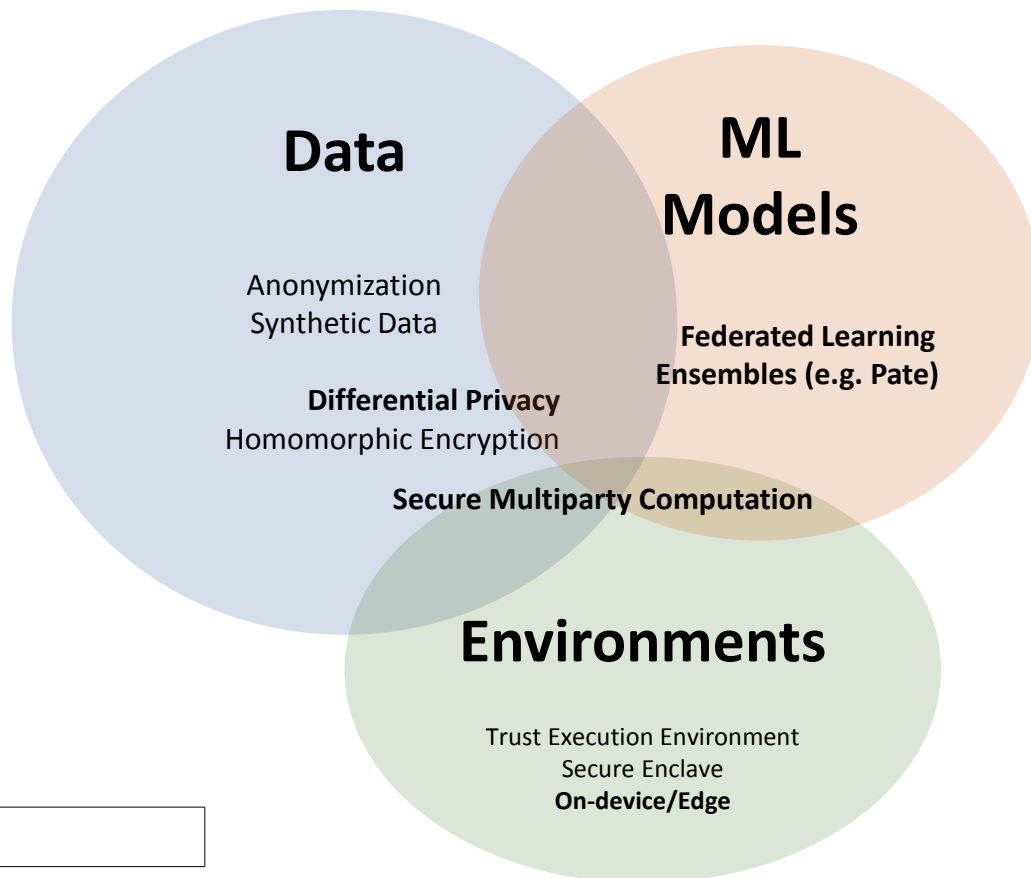 Data
ML
Models
Anonymization
Synthetic Data
Federated Learning
Ensembles (e.g. Pate)
Differential Privacy
Homomorphic Encryption
Secure Multiparty Computation
Environments
Trust Execution Environment
Secure Enclave
On-device/Edge